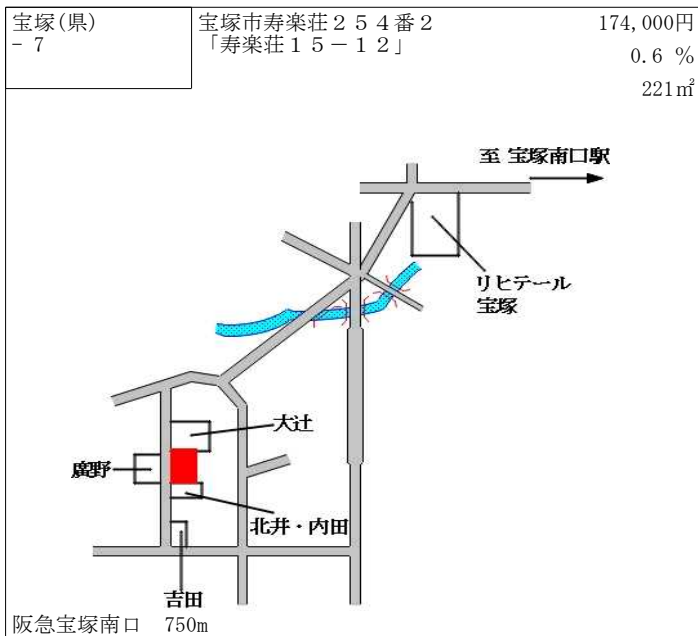 宝塚(県)
- 7
宝塚市寿楽荘２５４番２
「寿楽荘１５－１２」
174,000円
0.6 %
221㎡
至 宝塚南口駅
リヒテール
宝塚
大辻
廣野
北井・内田
吉田
阪急宝塚南口 750m